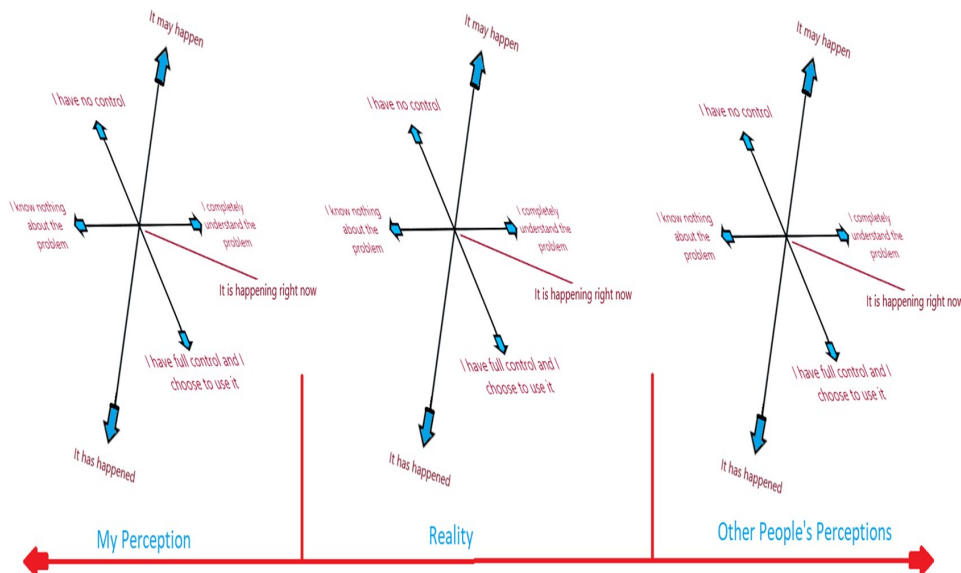 It may happen
I have no control
I know nothing
about the
problem
I completely
understand the
problem
It is happening right now
I have full control and I
choose to use it
It has happened
My Perception
It may happen
I have no control
I know nothing
about the
problem
I completely
understand the
problem
It is happening right now
I have full control and I
choose to use it
It has happened
Reality
It may happen
I have no control
I know nothing
about the
problem
I completely
understand the
problem
It is happening right now
I have full control and I
choose to use it
It has happened
Other People's Perceptions